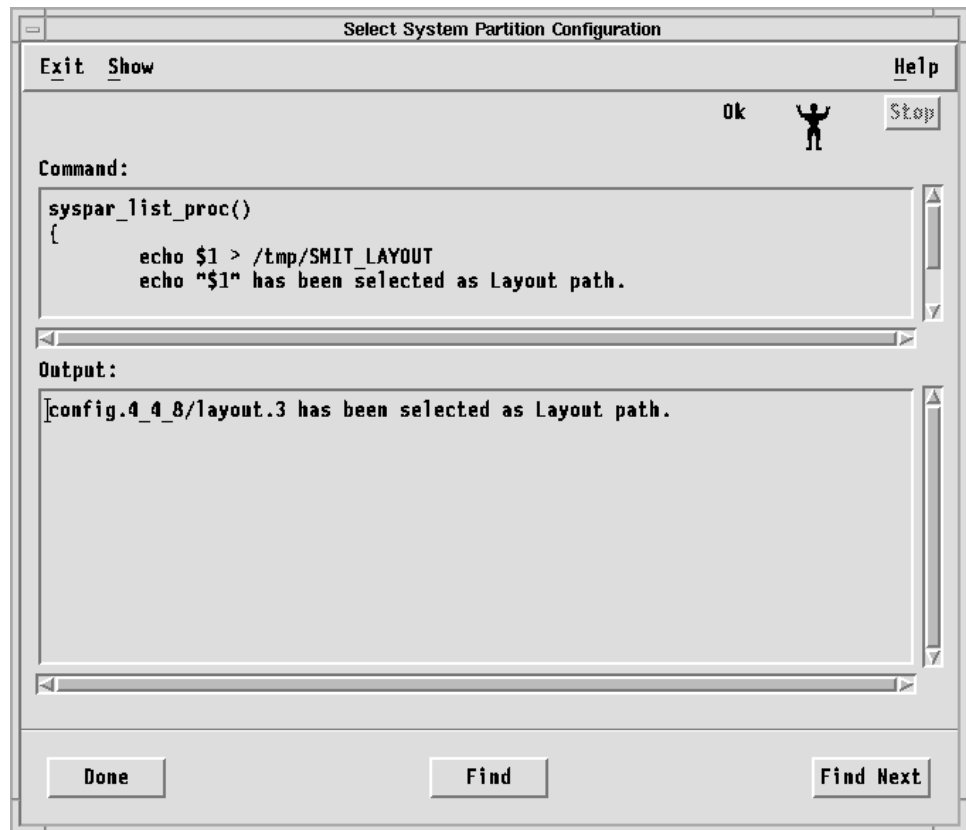 Select System Partition Configuration
Exit Show Help
Ok Stop
Command:
syspar_list_proc()
{
echo $1 > /tmp/SMIT_LAYOUT
echo "$1" has been selected as Layout path.
Output:
config.4_4_8/layout.3 has been selected as Layout path.
Done Find Find Next